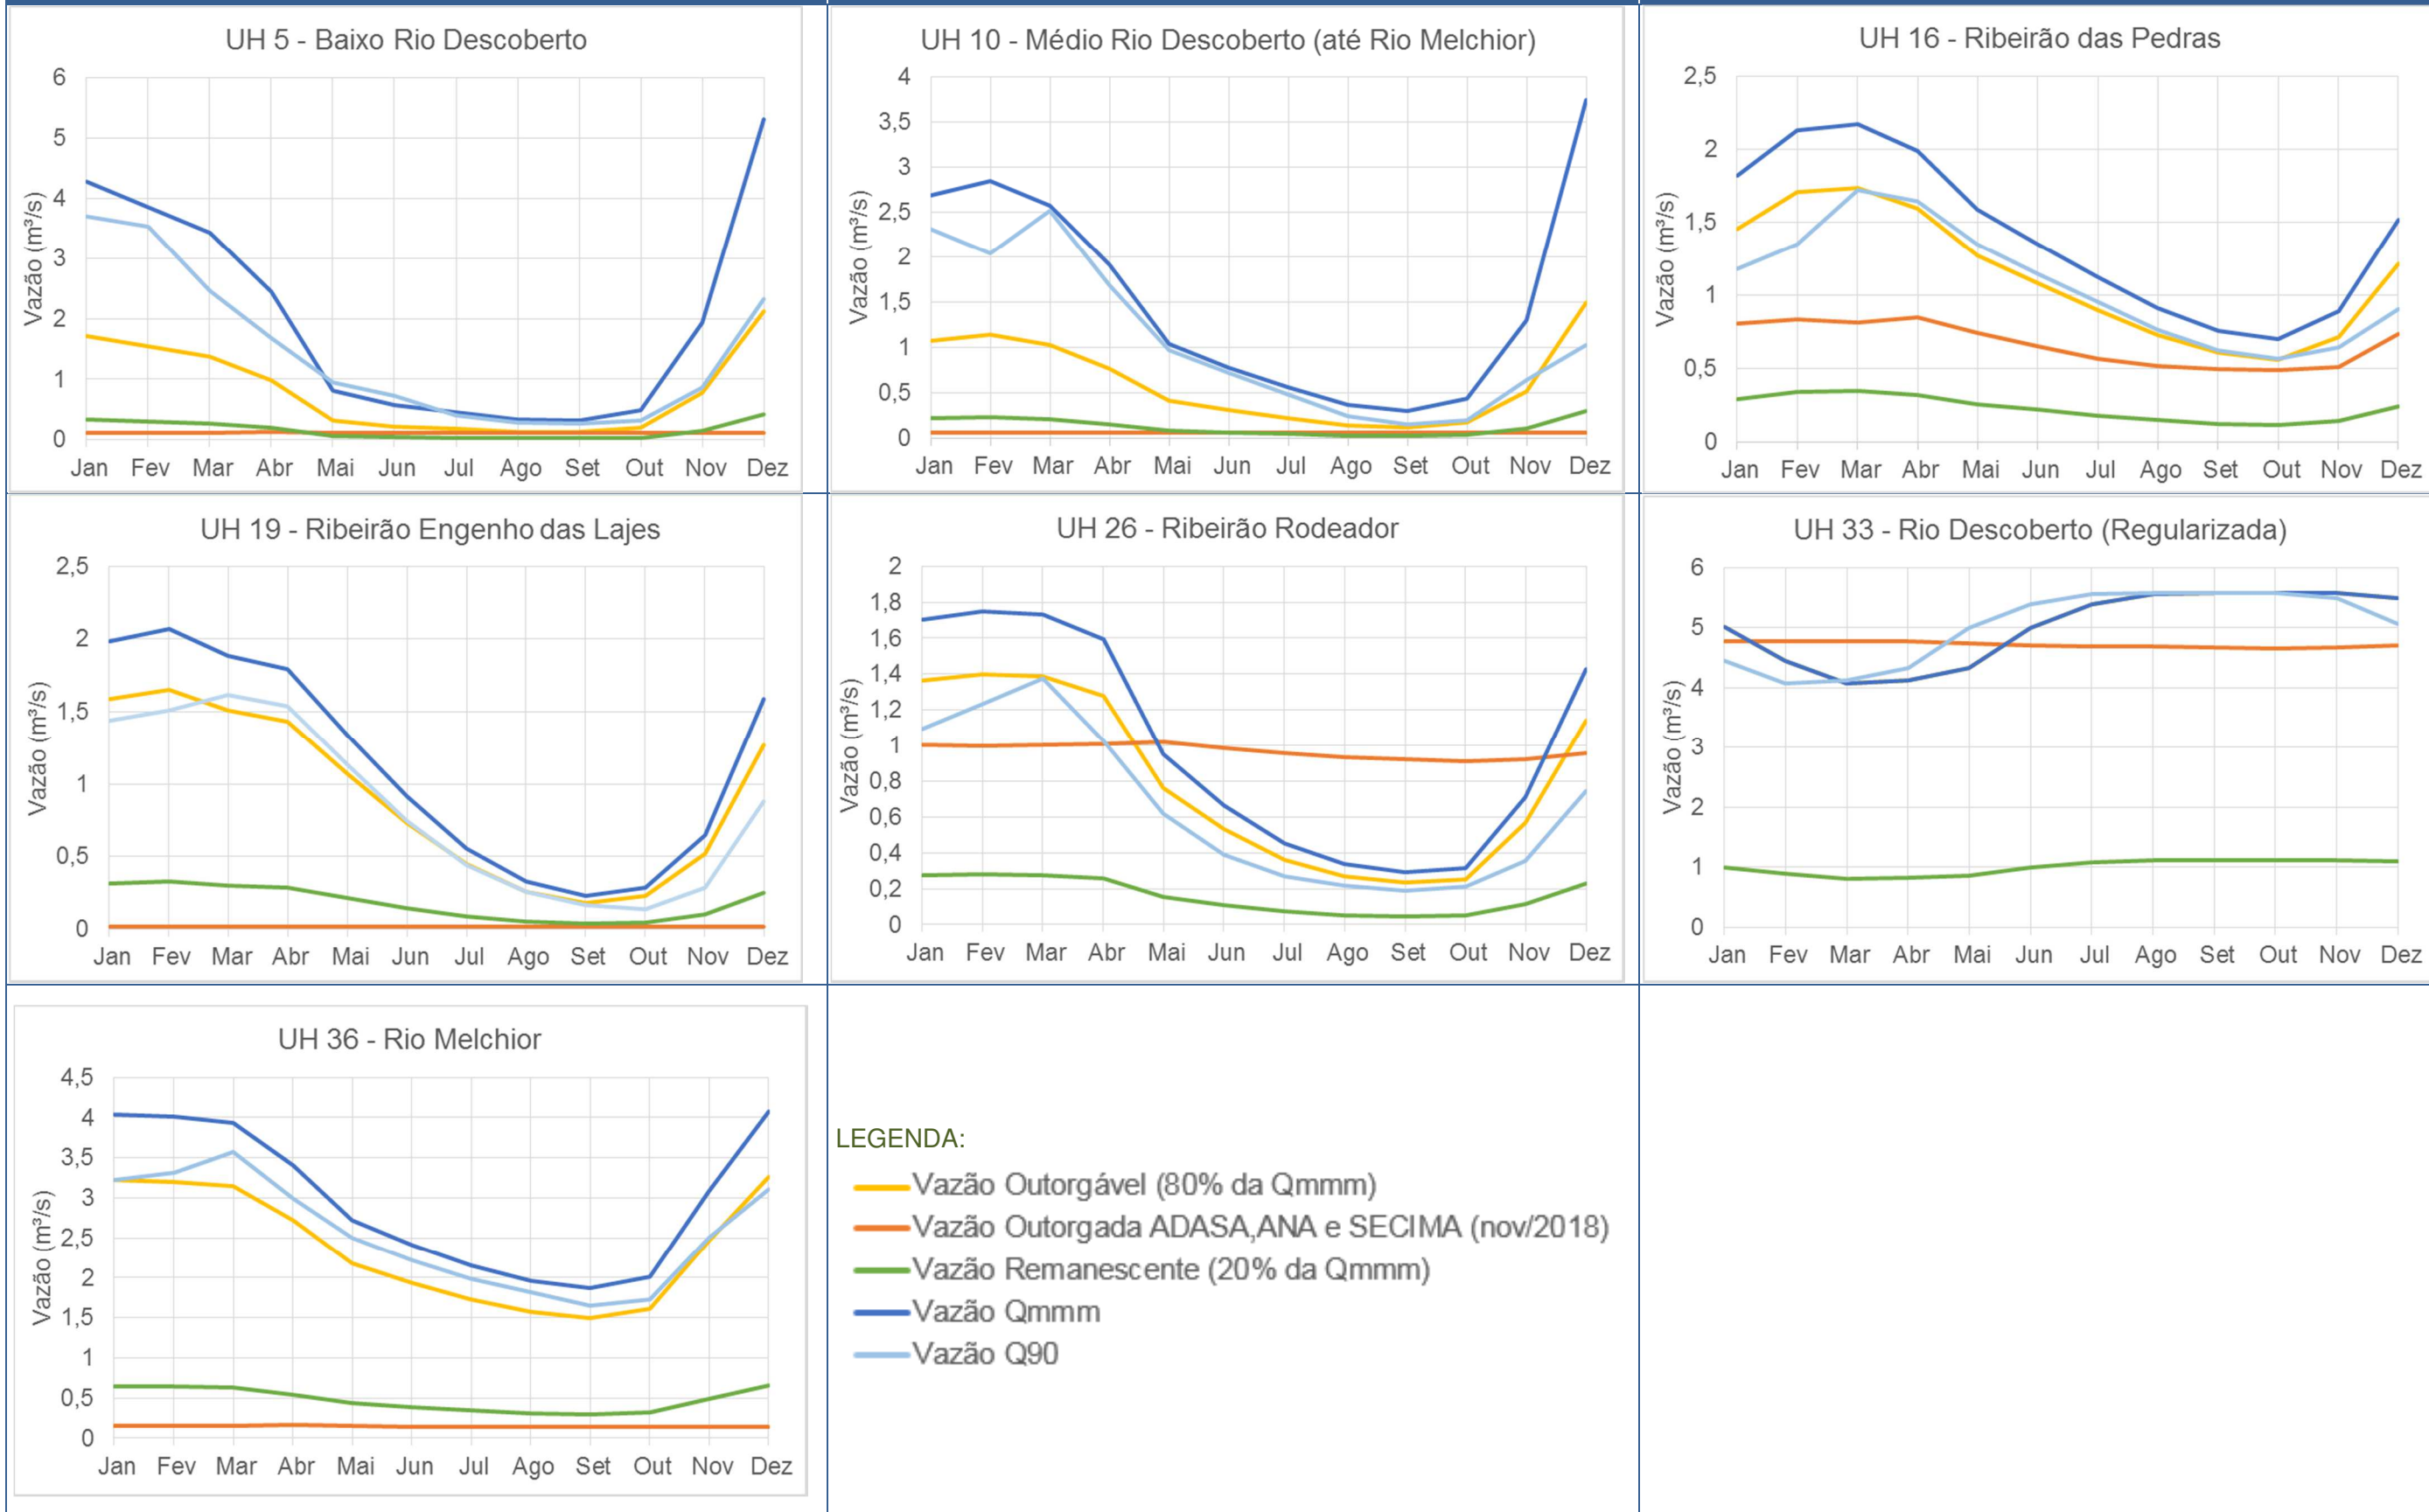 UH 5 - Baixo Rio Descoberto
Vazão (m³/s)
6
5
4
3
2
1
0
Jan Fev Mar Abr Mai Jun Jul Ago Set Out Nov Dez
UH 10 - Médio Rio Descoberto (até Rio Melchior)
Vazão (m³/s)
4
3,5
3
2,5
2
1,5
1
0,5
0
Jan Fev Mar Abr Mai Jun Jul Ago Set Out Nov Dez
UH 16 - Ribeirão das Pedras
Vazão (m³/s)
2,5
2
1,5
1
0,5
0
Jan Fev Mar Abr Mai Jun Jul Ago Set Out Nov Dez
UH 19 - Ribeirão Engenho das Lajes
Vazão (m³/s)
2,5
2
1,5
1
0,5
0
Jan Fev Mar Abr Mai Jun Jul Ago Set Out Nov Dez
UH 26 - Ribeirão Rodeador
Vazão (m³/s)
2
1,8
1,6
1,4
1,2
1
0,8
0,6
0,4
0,2
0
Jan Fev Mar Abr Mai Jun Jul Ago Set Out Nov Dez
UH 33 - Rio Descoberto (Regularizada)
Vazão (m³/s)
6
5
4
3
2
1
0
Jan Fev Mar Abr Mai Jun Jul Ago Set Out Nov Dez
UH 36 - Rio Melchior
Vazão (m³/s)
4,5
4
3,5
3
2,5
2
1,5
1
0,5
0
Jan Fev Mar Abr Mai Jun Jul Ago Set Out Nov Dez
LEGENDA:
Vazão Outorgável (80% da Qmmm)
Vazão Outorgada ADASA,ANA e SECIMA (nov/2018)
Vazão Remanescente (20% da Qmmm)
Vazão Qmmm
Vazão Q90